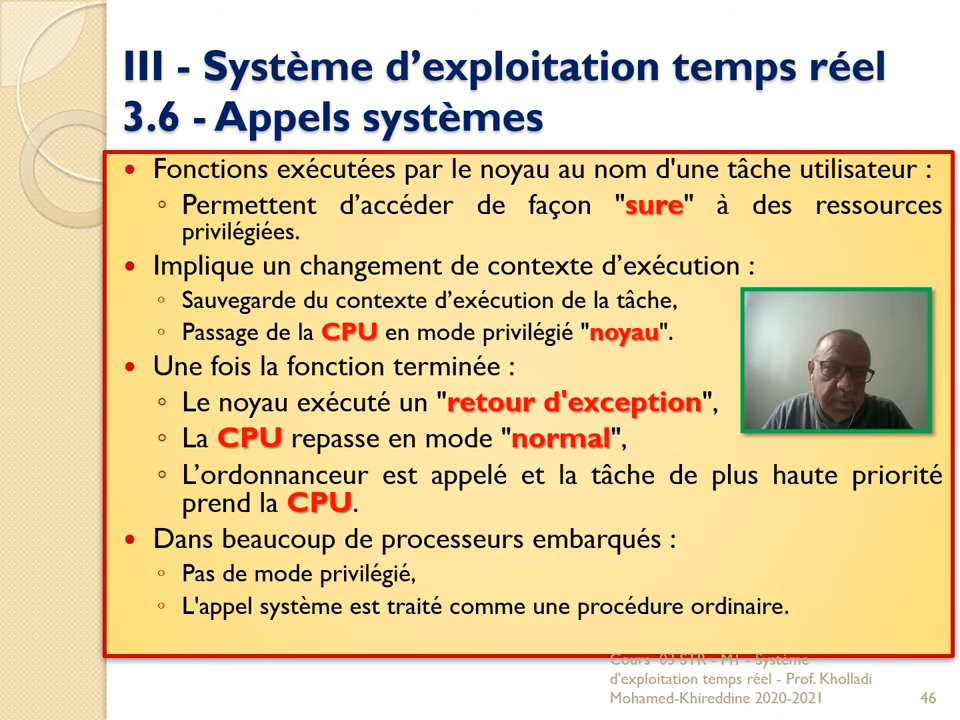 III - Système d’exploitation temps réel
3.6 - Appels systèmes
• Fonctions exécutées par le noyau au nom d'une tâche utilisateur :
◦ Permettent d’accéder de façon "sure" à des ressources
privilégiées.
• Implique un changement de contexte d’exécution :
◦ Sauvegarde du contexte d’exécution de la tâche,
◦ Passage de la CPU en mode privilégié "noyau".
• Une fois la fonction terminée :
◦ Le noyau exécuté un "retour d'exception",
◦ La CPU repasse en mode "normal",
◦ L’ordonnanceur est appelé et la tâche de plus haute priorité
prend la CPU.
• Dans beaucoup de processeurs embarqués :
◦ Pas de mode privilégié,
◦ L'appel système est traité comme une procédure ordinaire.
Cours 03 STR - M1 - Système
d'exploitation temps réel - Prof. Kholladi
Mohamed-Khireddine 2020-2021
46